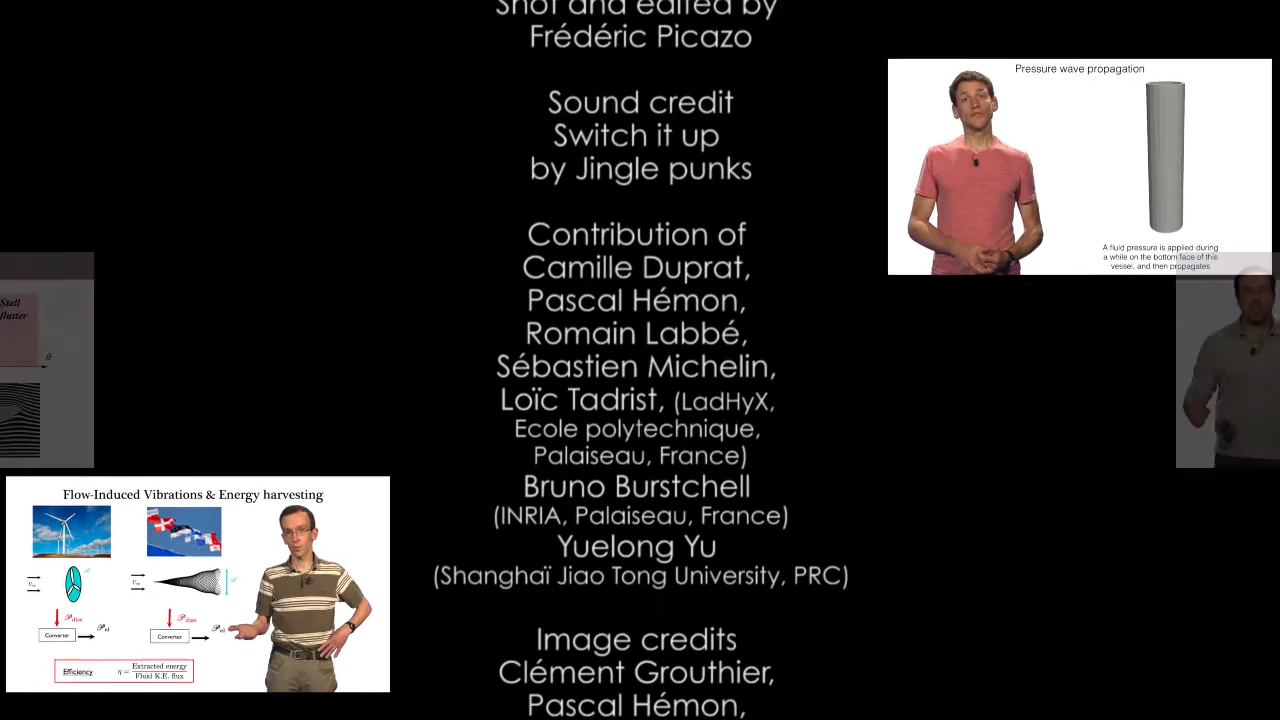 Shot and edited by
Frédéric Picazo
Sound credit
Switch it up
by Jingle punks
Contribution of
Camille Duprat,
Pascal Hémon,
Romain Labbé,
Sébastien Michelin,
Loïc Tadrist, (LadHyX,
Ecole polytechnique,
Palaiseau, France)
Bruno Burstchell
(INRIA, Palaiseau, France)
Yuelong Yu
(Shanghaï Jiao Tong University, PRC)
Image credits
Clément Grouthier,
Pascal Hémon,
Pressure wave propagation
A fluid pressure is applied during
a while on the bottom face of this
vessel, and then propagates
Stall
flutter
θ
Flow-Induced Vibrations & Energy harvesting
Converter
Converter
Efficiency
η = Extracted energy
Fluid K.E. flux